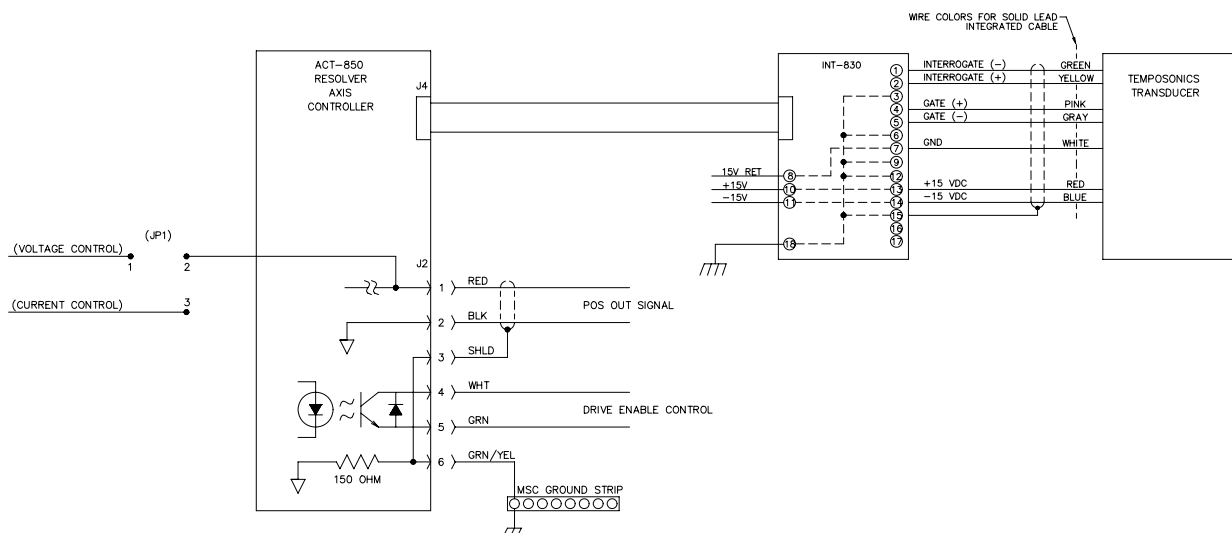 WIRE COLORS FOR SOLID LEAD
INTEGRATED CABLE
ACT-850
RESOLVER
AXIS
CONTROLLER
J4
INT-830
TEMPOSONICS
TRANSDUCER
1 INTERROGATE (-) GREEN
2 INTERROGATE (+) YELLOW
3
4 GATE (+) PINK
5 GATE (-) GRAY
6
7 GND WHITE
15V RET 8
9
+15V 10
-15V 11
12
13 +15 VDC RED
14 -15 VDC BLUE
15
16
17
18
(JP1)
(VOLTAGE CONTROL)
1 2
(CURRENT CONTROL) 3
J2
1 RED
POS OUT SIGNAL
2 BLK
3 SHLD
4 WHT
DRIVE ENABLE CONTROL
5 GRN
6 GRN/YEL
150 OHM
MSC GROUND STRIP